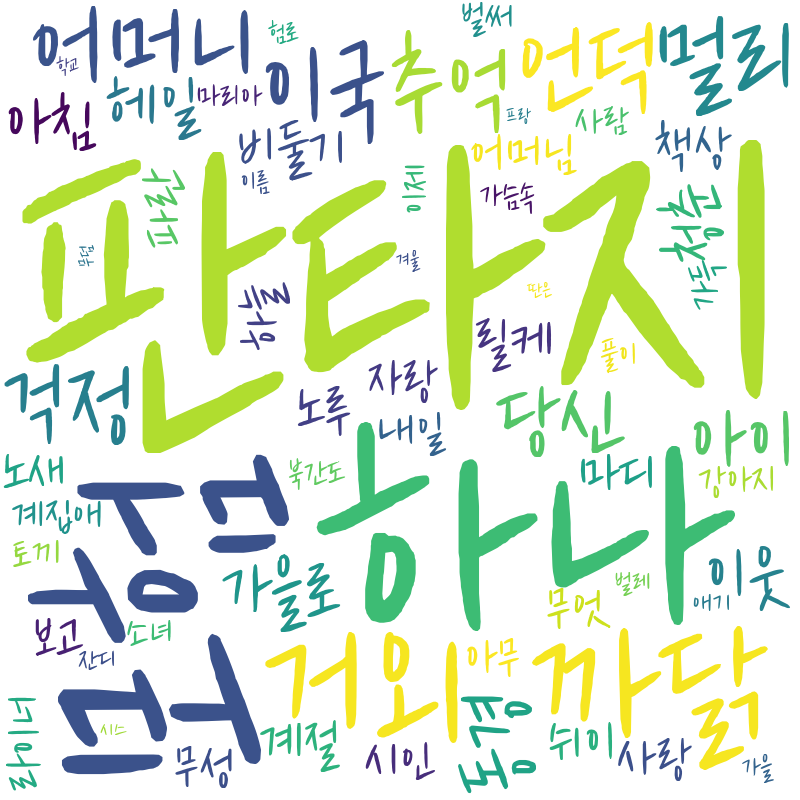 어머니
학교
험로
벌써
언덕
멀리
추억
이국
헤일
마리아
아침
비둘기
이름
프랑
사람
책상
어머님
가슴속
이제
청춘
가득
판타지
무덤
겨울
딴은
풀이
릴케
걱정
노루
자랑
내일
당신
아이
마디
강아지
노새
계집애
토끼
북간도
하나
가을로
벌레
무엇
이웃
애기
보고
소녀
잔디
거외
아무
까닭
라이너
시스
무성
계절
시인
동경
쉬이
사랑
가을